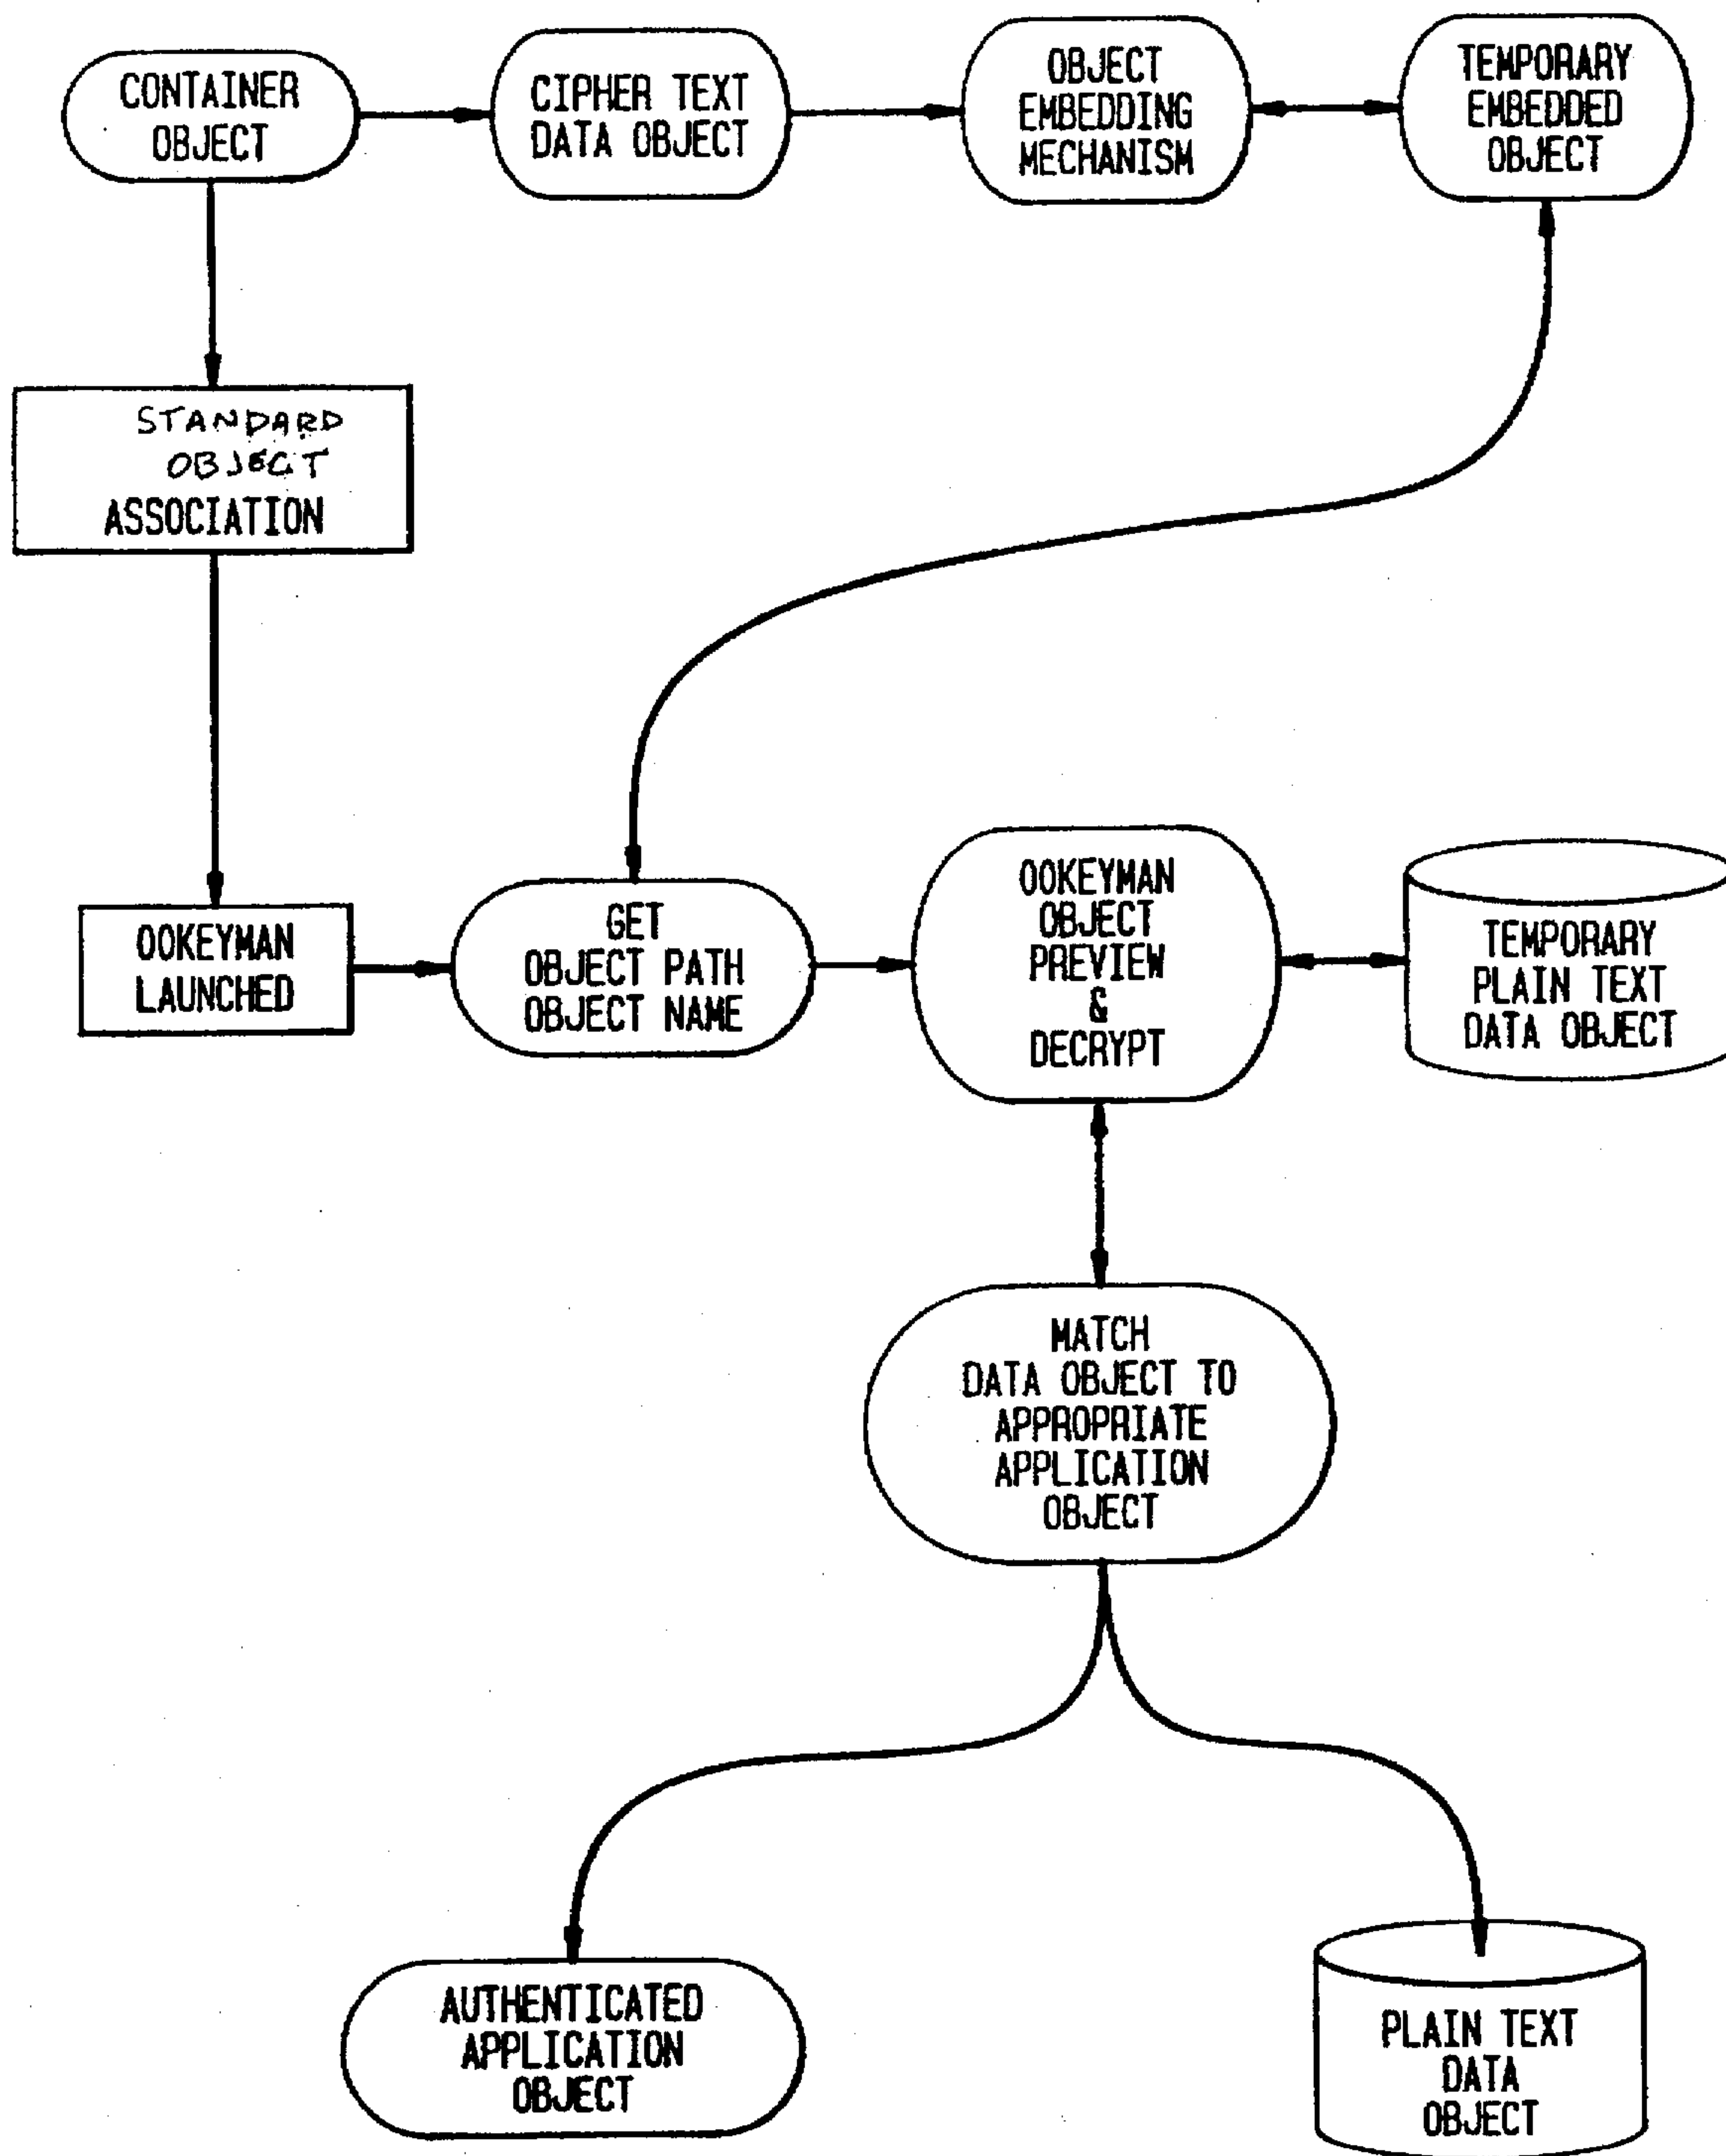 CONTAINER
OBJECT
CIPHER TEXT
DATA OBJECT
OBJECT
EMBEDDING
MECHANISM
TEMPORARY
EMBEDDED
OBJECT
STANDARD
OBJECT
ASSOCIATION
OOKEYMAN
LAUNCHED
GET
OBJECT PATH
OBJECT NAME
OOKEYMAN
OBJECT
PREVIEW
&
DECRYPT
TEMPORARY
PLAIN TEXT
DATA OBJECT
MATCH
DATA OBJECT TO
APPROPRIATE
APPLICATION
OBJECT
AUTHENTICATED
APPLICATION
OBJECT
PLAIN TEXT
DATA
OBJECT